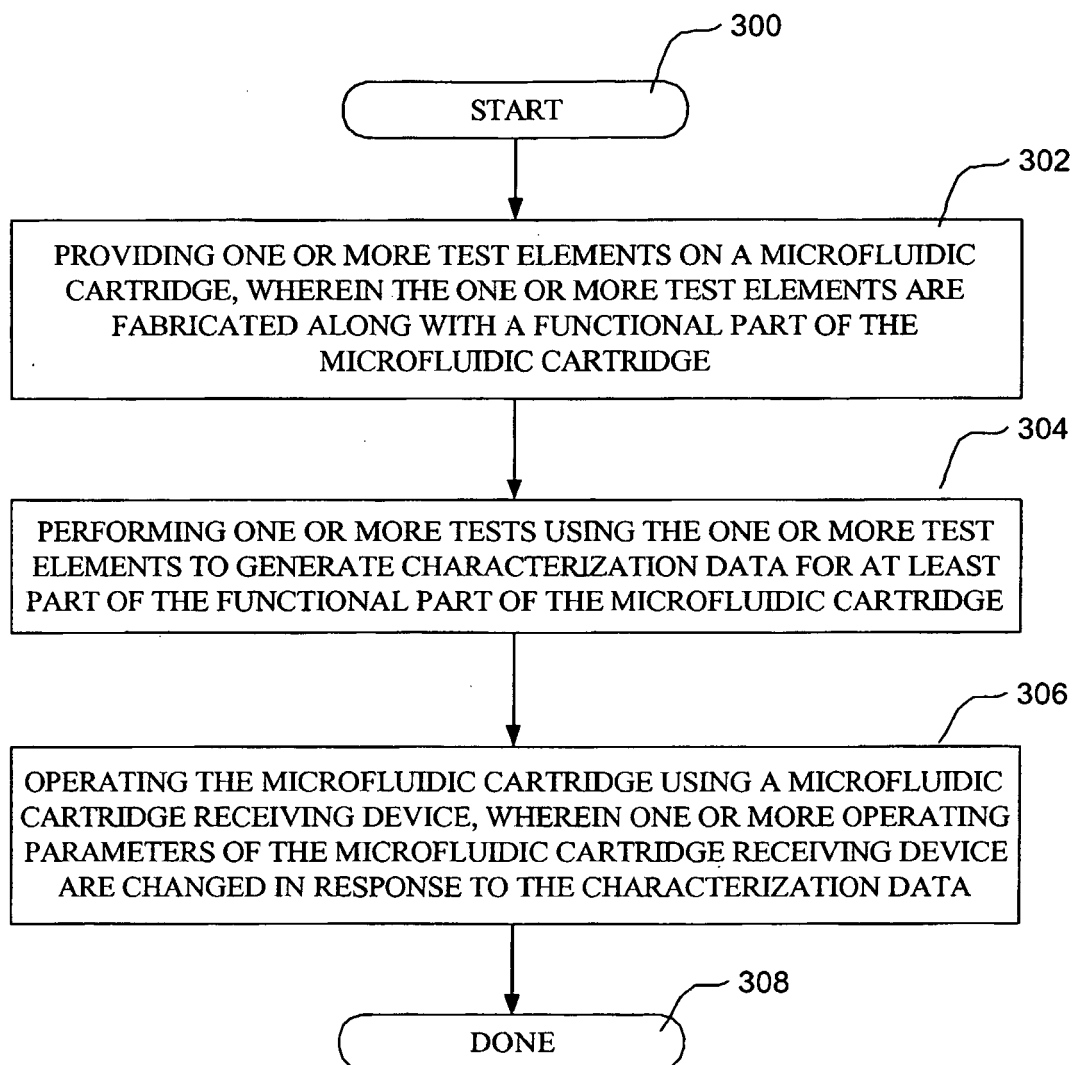 300
START
302
PROVIDING ONE OR MORE TEST ELEMENTS ON A MICROFLUIDIC
CARTRIDGE, WHEREIN THE ONE OR MORE TEST ELEMENTS ARE
FABRICATED ALONG WITH A FUNCTIONAL PART OF THE
MICROFLUIDIC CARTRIDGE
304
PERFORMING ONE OR MORE TESTS USING THE ONE OR MORE TEST
ELEMENTS TO GENERATE CHARACTERIZATION DATA FOR AT LEAST
PART OF THE FUNCTIONAL PART OF THE MICROFLUIDIC CARTRIDGE
306
OPERATING THE MICROFLUIDIC CARTRIDGE USING A MICROFLUIDIC
CARTRIDGE RECEIVING DEVICE, WHEREIN ONE OR MORE OPERATING
PARAMETERS OF THE MICROFLUIDIC CARTRIDGE RECEIVING DEVICE
ARE CHANGED IN RESPONSE TO THE CHARACTERIZATION DATA
308
DONE